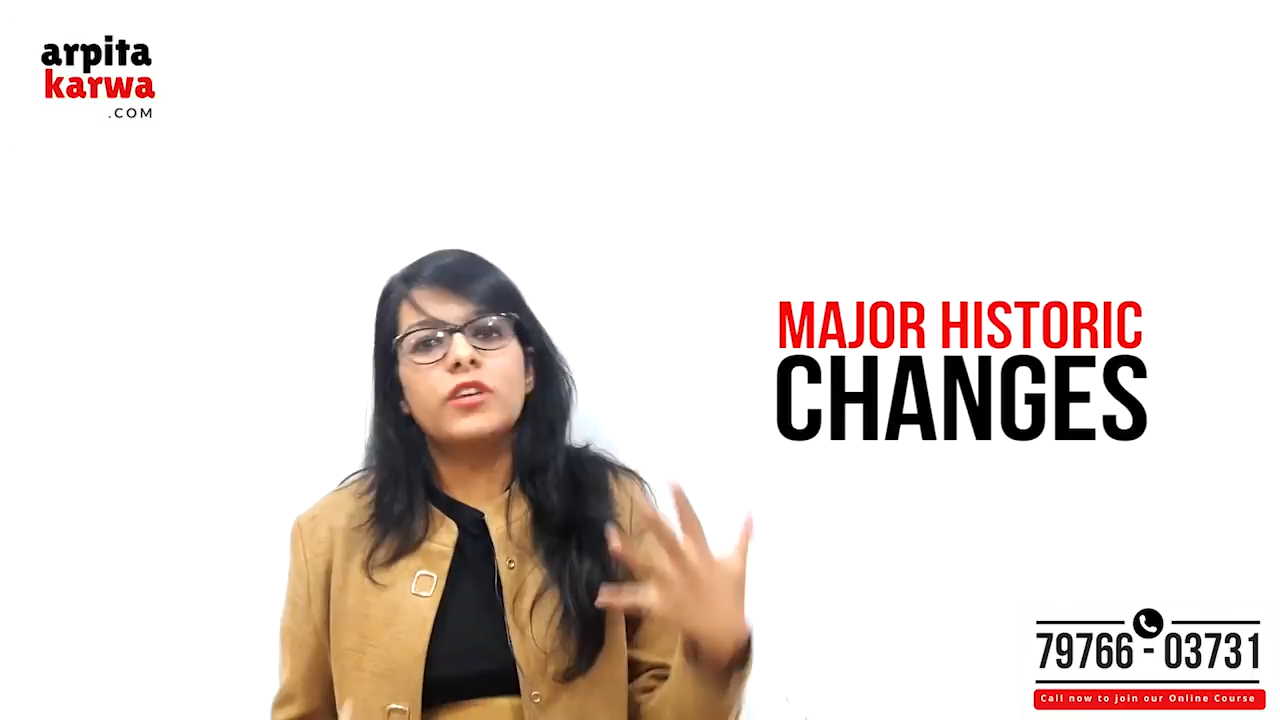 arpita
karwa
.COM
MAJOR HISTORIC
CHANGES
79766 - 03731
Call now to join our Online Course